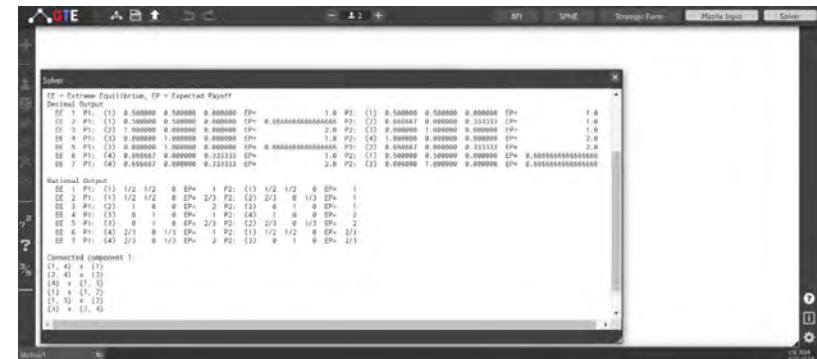 GTE
2
BFI
SPNE
Strategic Form
Matrix Input
Solver
Solver
EE = Extreme Equilibrium, EP = Expected Payoff
Decimal Output
EE 1 P1: (1) 0.500000 0.500000 0.000000 EP= 1.0 P2: (1) 0.500000 0.500000 0.000000 EP= 1.0
EE 2 P1: (1) 0.500000 0.500000 0.000000 EP= 0.6666666666666666 P2: (2) 0.666667 0.000000 0.333333 EP= 1.0
EE 3 P1: (2) 1.000000 0.000000 0.000000 EP= 2.0 P2: (3) 0.000000 1.000000 0.000000 EP= 1.0
EE 4 P1: (3) 0.000000 1.000000 0.000000 EP= 1.0 P2: (4) 1.000000 0.000000 0.000000 EP= 2.0
EE 5 P1: (3) 0.000000 1.000000 0.000000 EP= 0.6666666666666666 P2: (2) 0.666667 0.000000 0.333333 EP= 2.0
EE 6 P1: (4) 0.666667 0.000000 0.333333 EP= 1.0 P2: (1) 0.500000 0.500000 0.000000 EP= 0.6666666666666666
EE 7 P1: (4) 0.666667 0.000000 0.333333 EP= 2.0 P2: (3) 0.000000 1.000000 0.000000 EP= 0.6666666666666666
Rational Output
EE 1 P1: (1) 1/2 1/2 0 EP= 1 P2: (1) 1/2 1/2 0 EP= 1
EE 2 P1: (1) 1/2 1/2 0 EP= 2/3 P2: (2) 2/3 0 1/3 EP= 1
EE 3 P1: (2) 1 0 0 EP= 2 P2: (3) 0 1 0 EP= 1
EE 4 P1: (3) 0 1 0 EP= 1 P2: (4) 1 0 0 EP= 2
EE 5 P1: (3) 0 1 0 EP= 2/3 P2: (2) 2/3 0 1/3 EP= 2
EE 6 P1: (4) 2/3 0 1/3 EP= 1 P2: (1) 1/2 1/2 0 EP= 2/3
EE 7 P1: (4) 2/3 0 1/3 EP= 2 P2: (3) 0 1 0 EP= 2/3
Connected component 1:
{1, 4} x {1}
{2, 4} x {3}
{4} x {1, 3}
{1} x {1, 2}
{1, 3} x {2}
{3} x {2, 4}